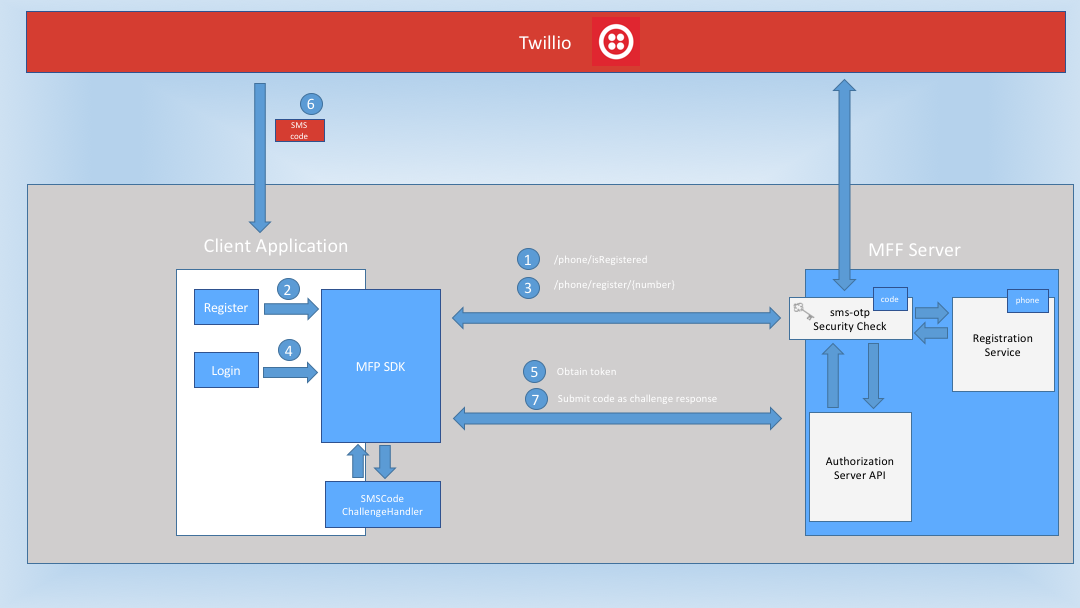 Twillio
6
SMS
code
Client Application
MFF Server
1
/phone/isRegistered
2
3
/phone/register/(number)
Register
code
phone
sms-otp
Security Check
Registration
Service
4
Login
MFP SDK
5
Obtain token
7
Submit code as challenge response
Authorization
Server API
SMSCode
ChallengeHandler